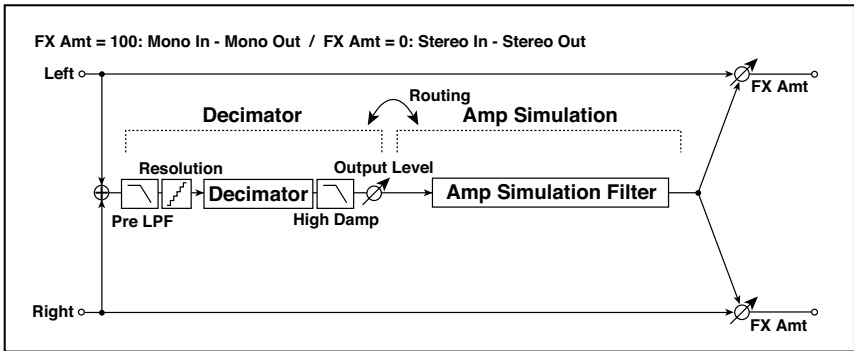 FX Amt = 100: Mono In - Mono Out / FX Amt = 0: Stereo In - Stereo Out
Left
FX Amt
Routing
Decimator
Amp Simulation
Resolution
Output Level
Decimator
Amp Simulation Filter
Pre LPF
High Damp
Right
FX Amt